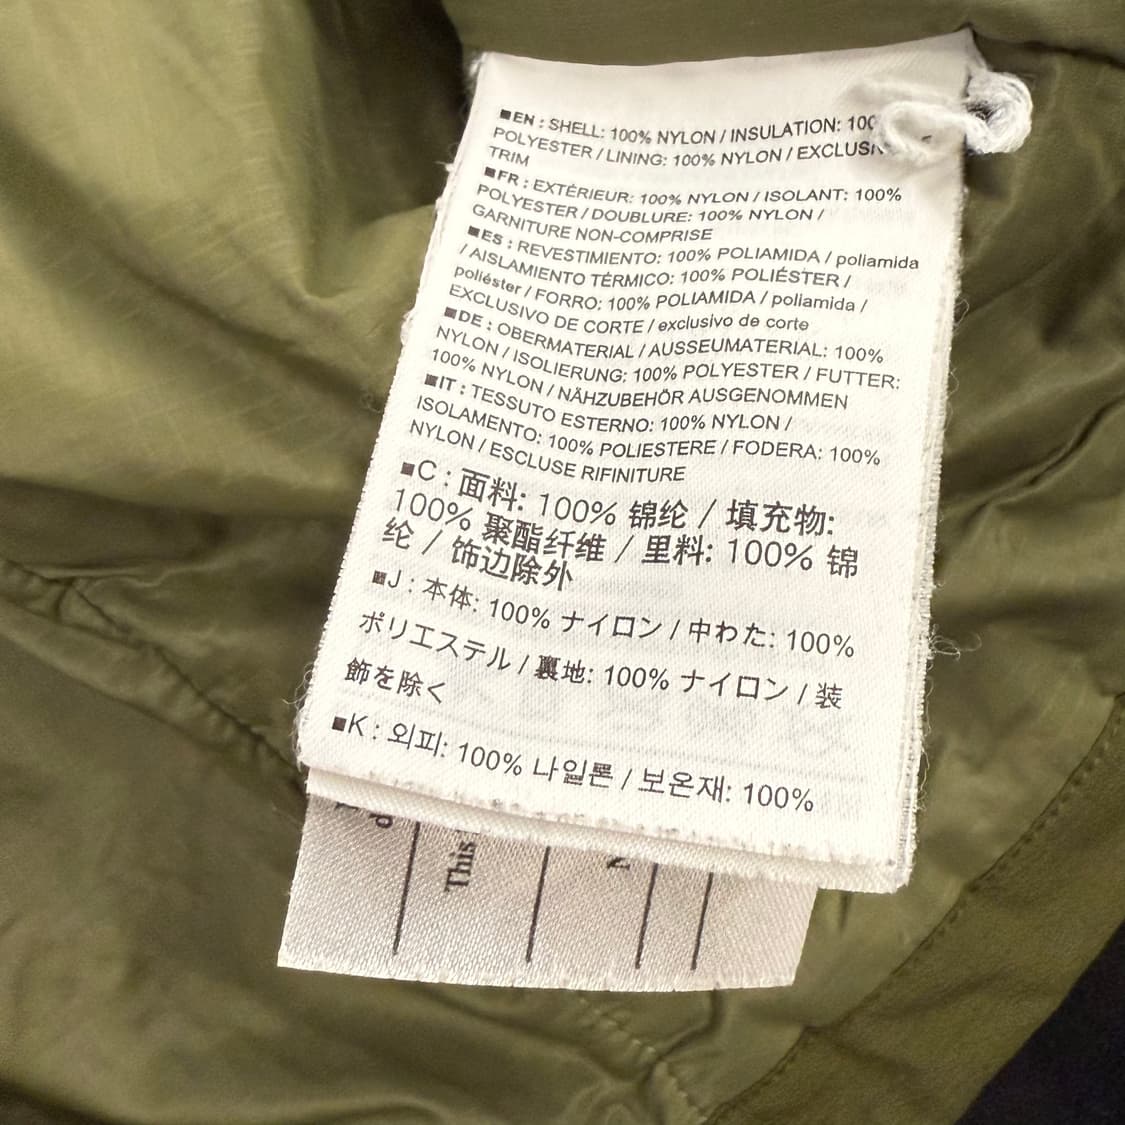 ■EN : SHELL: 100% NYLON / INSULATION: 100
POLYESTER / LINING: 100% NYLON / EXCLUSI
TRIM
■FR : EXTÉRIEUR: 100% NYLON / ISOLANT: 100%
POLYESTER / DOUBLURE: 100% NYLON /
GARNITURE NON-COMPRISE
■ES : REVESTIMIENTO: 100% POLIAMIDA / poliamida
/ AISLAMIENTO TÉRMICO: 100% POLIÉSTER /
poliéster / FORRO: 100% POLIAMIDA / poliamida /
EXCLUSIVO DE CORTE / exclusivo de corte
■DE : OBERMATERIAL / AUSSEUMATERIAL: 100%
NYLON / ISOLIERUNG: 100% POLYESTER / FUTTER:
100% NYLON / NÄHZUBEHÖR AUSGENOMMEN
■IT : TESSUTO ESTERNO: 100% NYLON /
ISOLAMENTO: 100% POLIESTERE / FODERA: 100%
NYLON / ESCLUSE RIFINITURE
■C : 面料: 100% 锦纶 / 填充物:
100% 聚酯纤维 / 里料: 100% 锦
纶 / 饰边除外
■J : 本体: 100% ナイロン / 中わた: 100%
ポリエステル / 裏地: 100% ナイロン / 装
飾を除く
■K : 외피: 100% 나일론 / 보온재: 100%
This